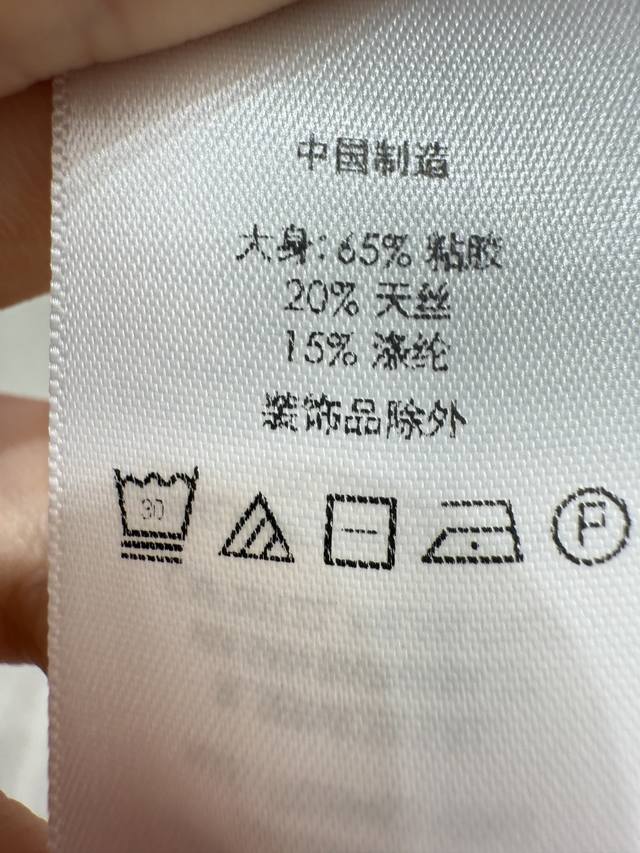 中国制造
大身: 65% 粘胶
20% 天丝
15% 涤纶
装饰品除外
30
P